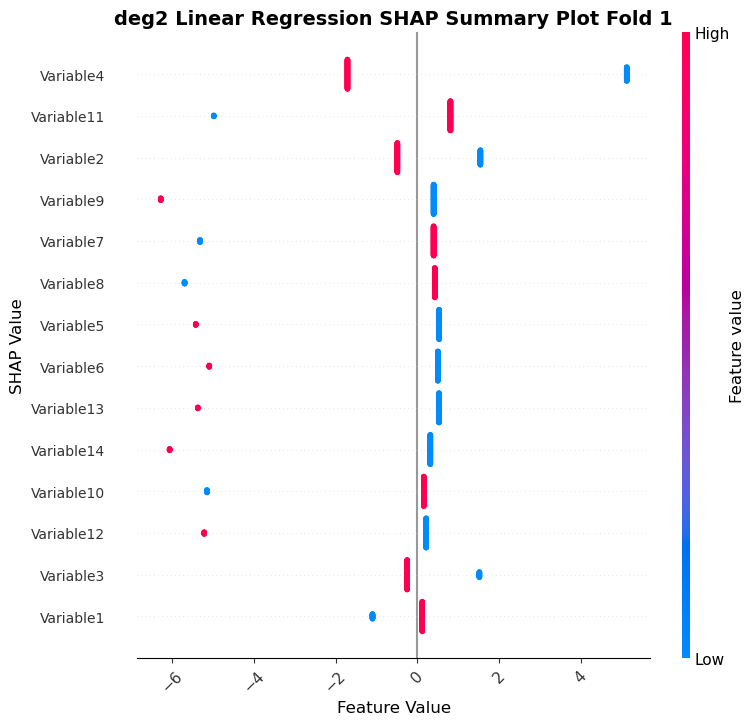 deg2 Linear Regression SHAP Summary Plot Fold 1
High
Variable4
Variable11
Variable2
Variable9
Variable7
Variable8
Variable5
Variable6
Variable13
Variable14
Variable10
Variable12
Variable3
Variable1
SHAP Value
Feature value
Low
−6 −4 −2 0 2 4
Feature Value